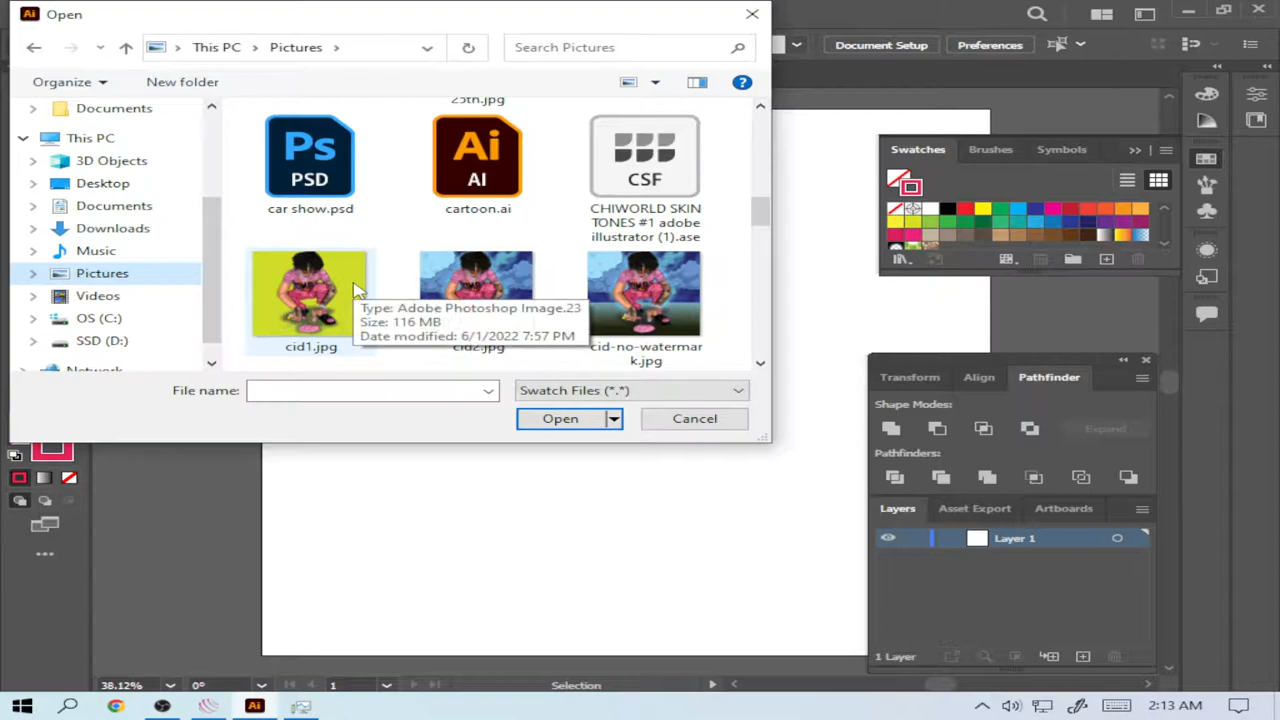 Open
This PC
Pictures
Search Pictures
Document Setup
Preferences
Organize
New folder
Documents
This PC
3D Objects
Desktop
Documents
Downloads
Music
Pictures
Videos
OS (C:)
SSD (D:)
25th.jpg
Ps
PSD
car show.psd
Ai
AI
cartoon.ai
CSF
CHIWORLD SKIN
TONES #1 adobe
illustrator (1).ase
Type: Adobe Photoshop Image.23
Size: 116 MB
Date modified: 6/1/2022 7:57 PM
cid1.jpg
cid2.jpg
cid-no-watermar
k.jpg
File name:
Swatch Files (*.*)
Open
Cancel
Swatches
Brushes
Symbols
Transform
Align
Pathfinder
Shape Modes:
Expand
Pathfinders:
Layers
Asset Export
Artboards
Layer 1
1 Layer
38.12%
0°
1
Selection
Ai
2:13 AM